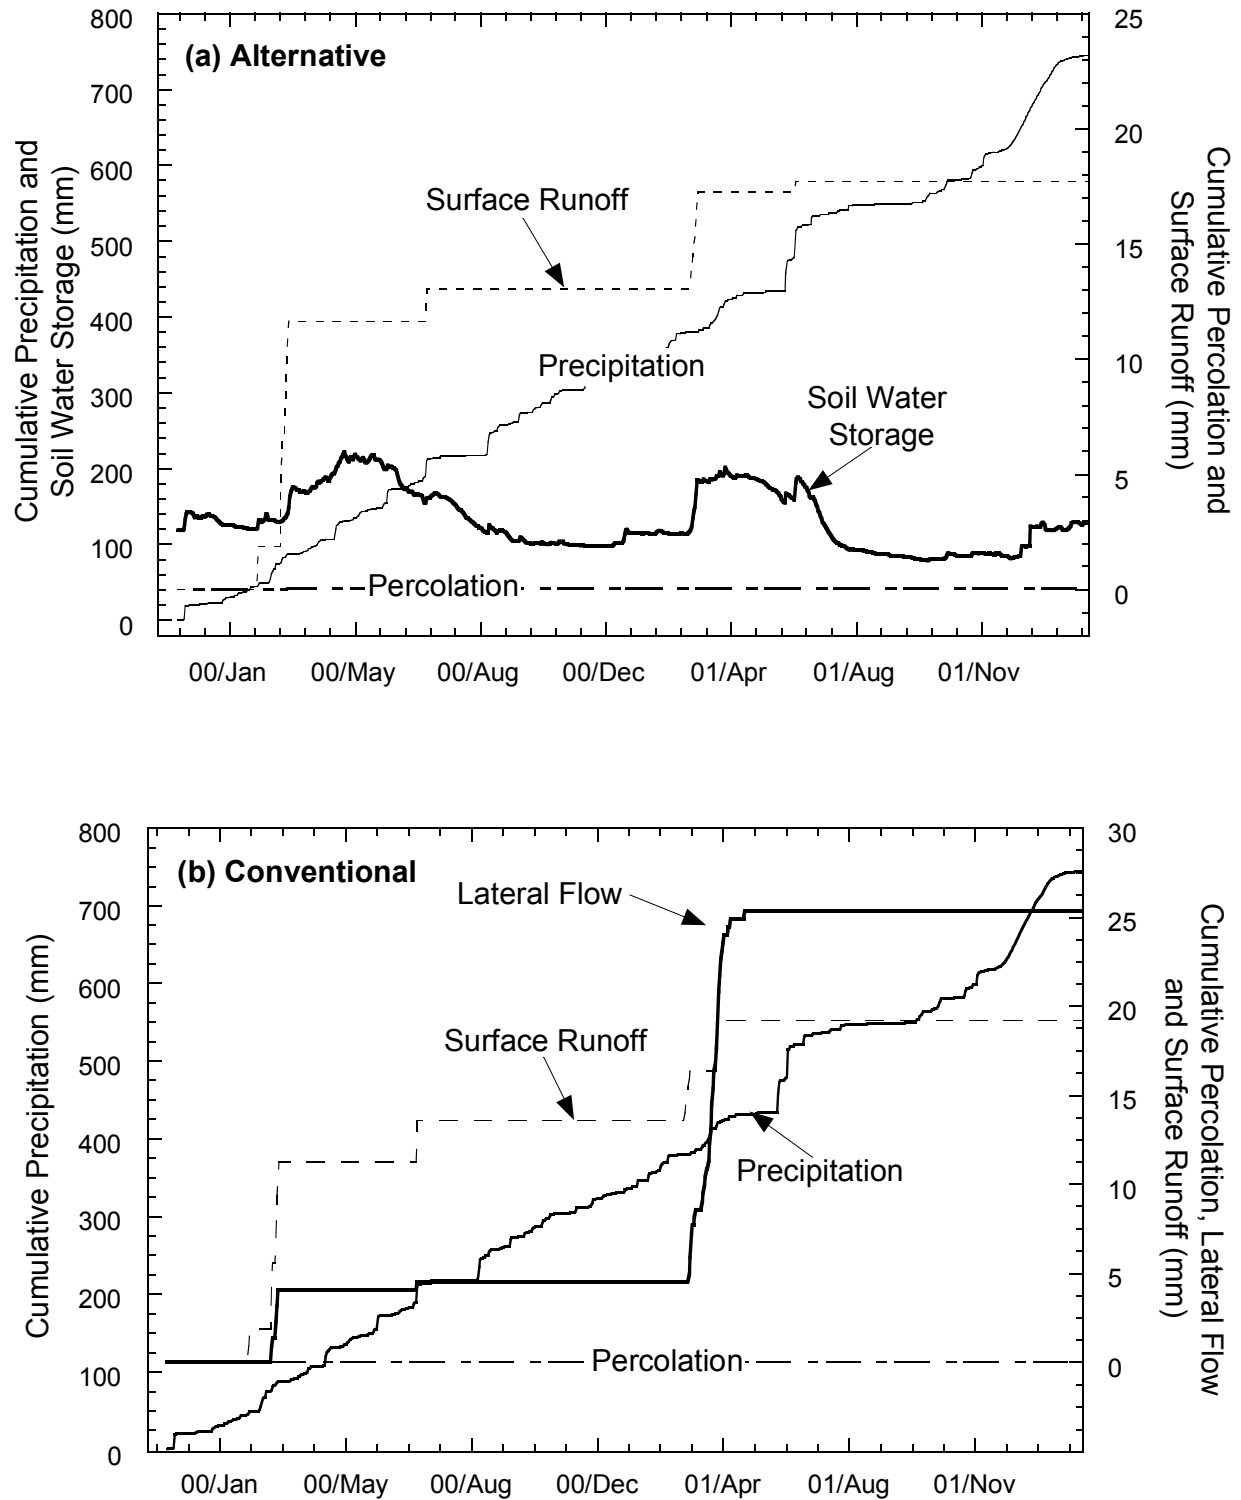 (a) Alternative
800
700
600
500
400
300
200
100
0
25
20
15
10
5
0
Cumulative Precipitation and
Soil Water Storage (mm)
Cumulative Percolation and
Surface Runoff (mm)
Surface Runoff
Precipitation
Soil Water
Storage
Percolation
00/Jan 00/May 00/Aug 00/Dec 01/Apr 01/Aug 01/Nov
(b) Conventional
800
700
600
500
400
300
200
100
0
30
25
20
15
10
5
0
Cumulative Precipitation (mm)
Cumulative Percolation, Lateral Flow
and Surface Runoff (mm)
Lateral Flow
Surface Runoff
Precipitation
Percolation
00/Jan 00/May 00/Aug 00/Dec 01/Apr 01/Aug 01/Nov